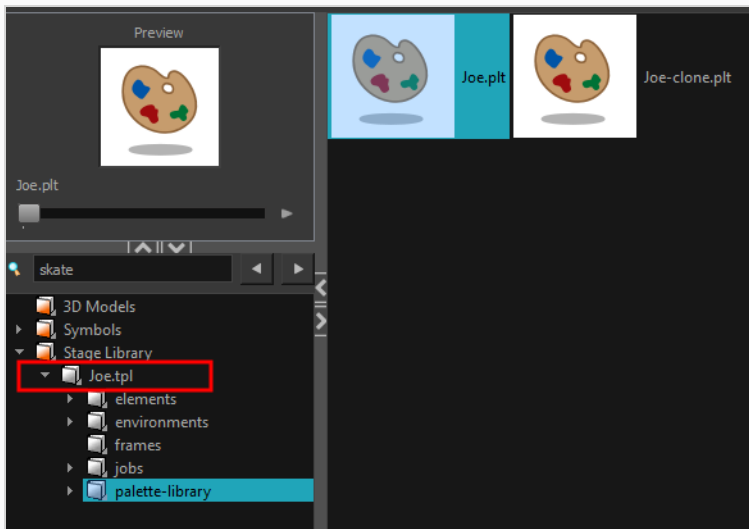 Preview
Joe.plt
skate
3D Models
Symbols
Stage Library
Joe.tpl
elements
environments
frames
jobs
palette-library
Joe.plt
Joe-clone.plt